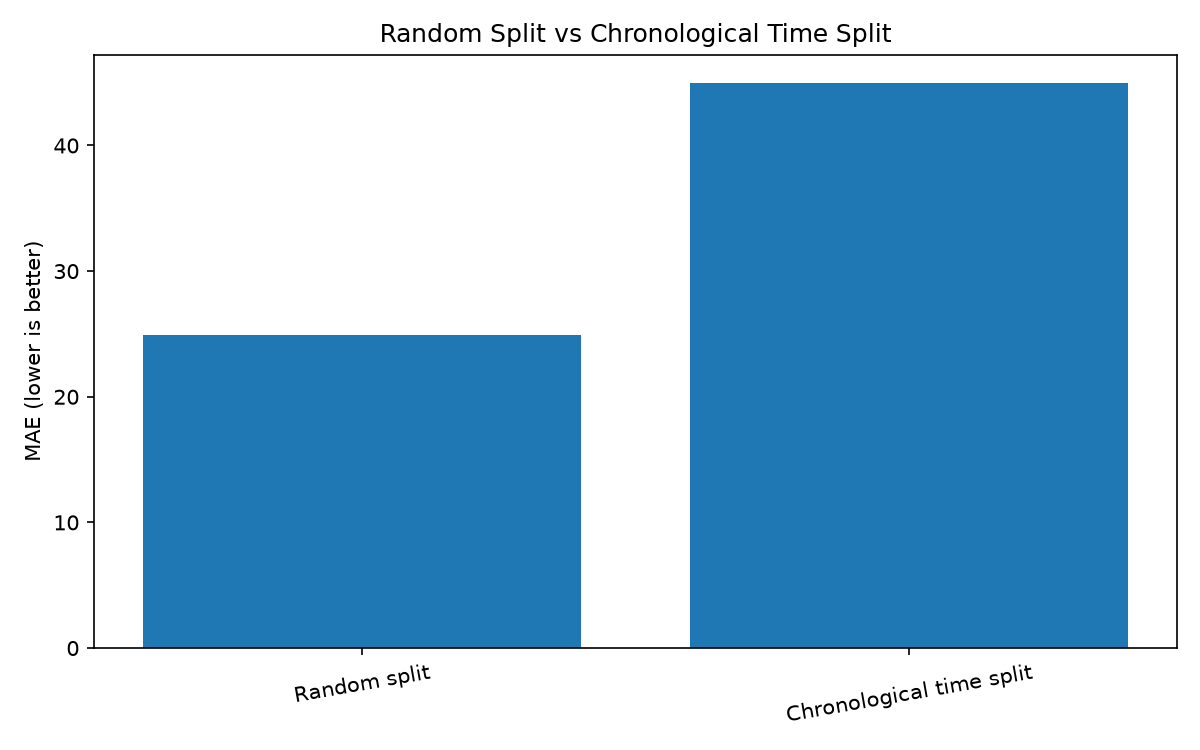 Random Split vs Chronological Time Split
MAE (lower is better)
40
30
20
10
0
Random split
Chronological time split